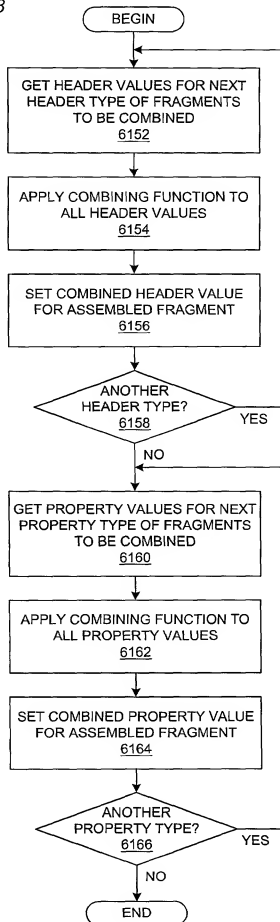 BEGIN
GET HEADER VALUES FOR NEXT
HEADER TYPE OF FRAGMENTS
TO BE COMBINED
6152
APPLY COMBINING FUNCTION TO
ALL HEADER VALUES
6154
SET COMBINED HEADER VALUE
FOR ASSEMBLED FRAGMENT
6156
ANOTHER
HEADER TYPE?
6158
YES
NO
GET PROPERTY VALUES FOR NEXT
PROPERTY TYPE OF FRAGMENTS
TO BE COMBINED
6160
APPLY COMBINING FUNCTION TO
ALL PROPERTY VALUES
6162
SET COMBINED PROPERTY VALUE
FOR ASSEMBLED FRAGMENT
6164
ANOTHER
PROPERTY TYPE?
6166
YES
NO
END